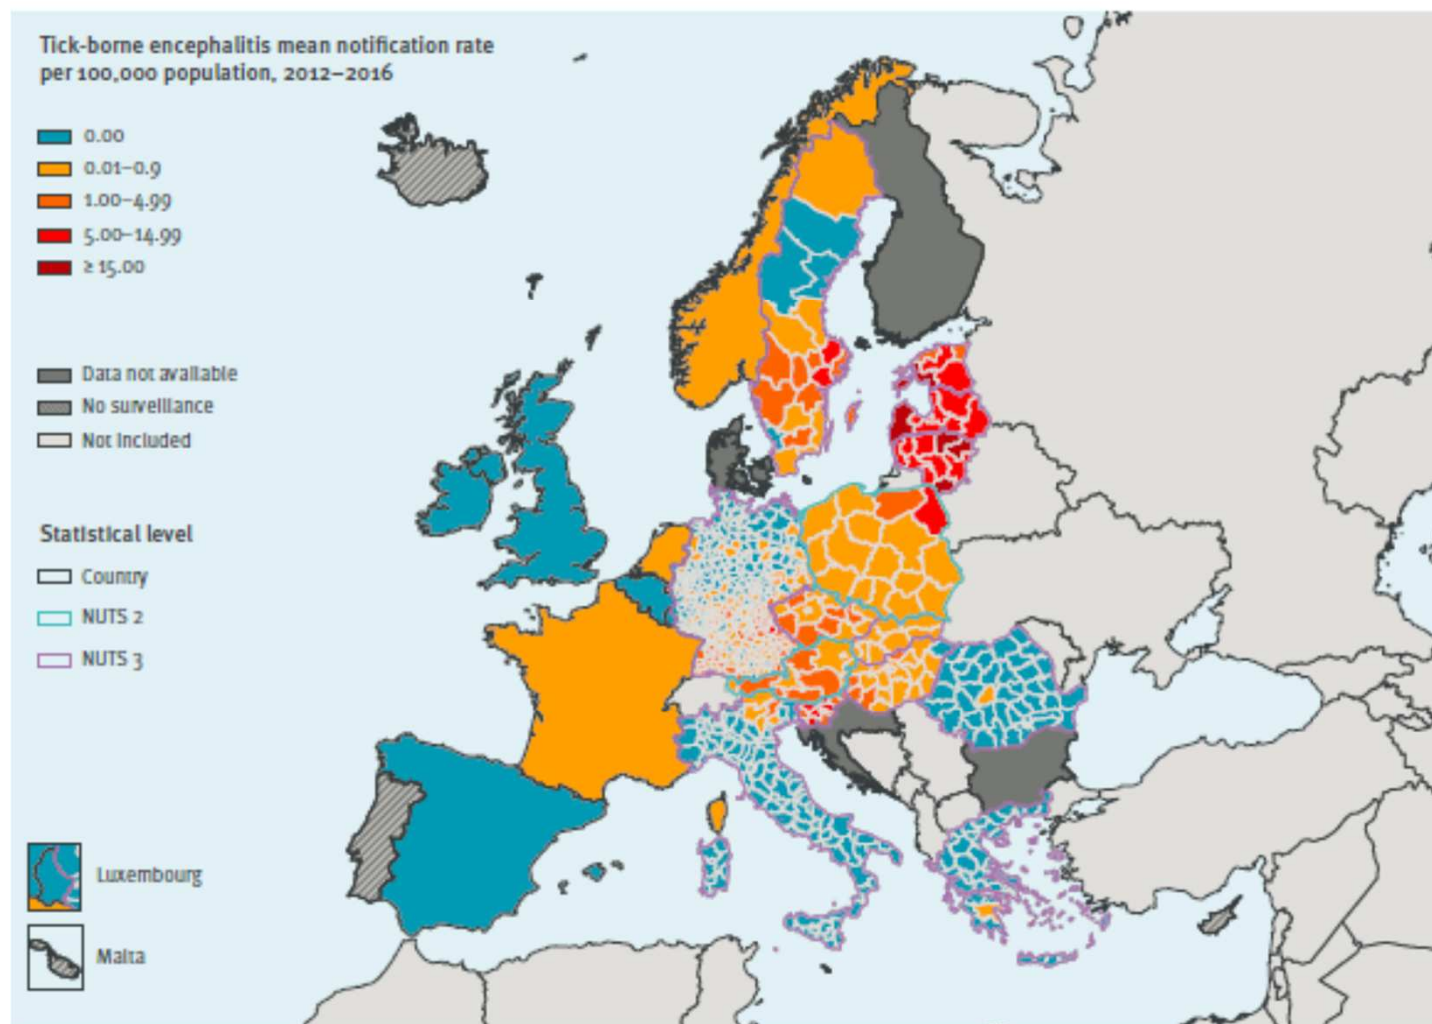 Tick-borne encephalitis mean notification rate
per 100,000 population, 2012–2016
0.00
0.01–0.9
1.00–4.99
5.00–14.99
≥ 15.00
Data not available
No surveillance
Not included
Statistical level
Country
NUTS 2
NUTS 3
Luxembourg
Malta